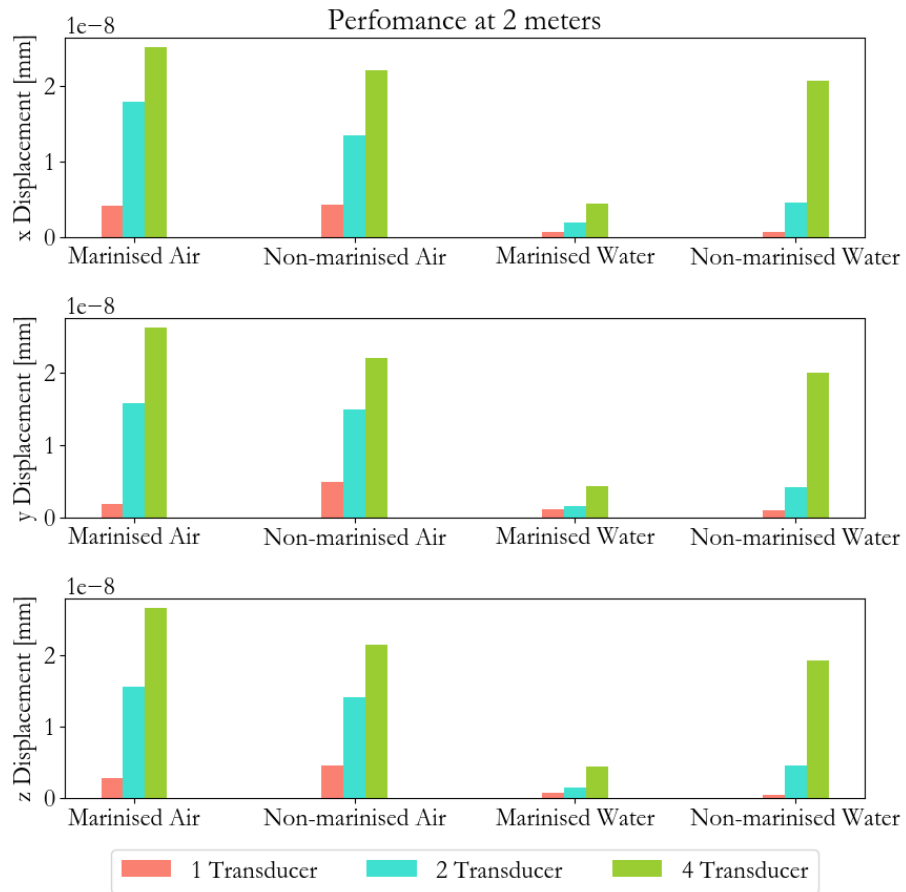 Perfomance at 2 meters
1e−8
x Displacement [mm]
2
1
0
Marinised Air Non-marinised Air Marinised Water Non-marinised Water
1e−8
y Displacement [mm]
2
1
0
Marinised Air Non-marinised Air Marinised Water Non-marinised Water
1e−8
z Displacement [mm]
2
1
0
Marinised Air Non-marinised Air Marinised Water Non-marinised Water
1 Transducer 2 Transducer 4 Transducer